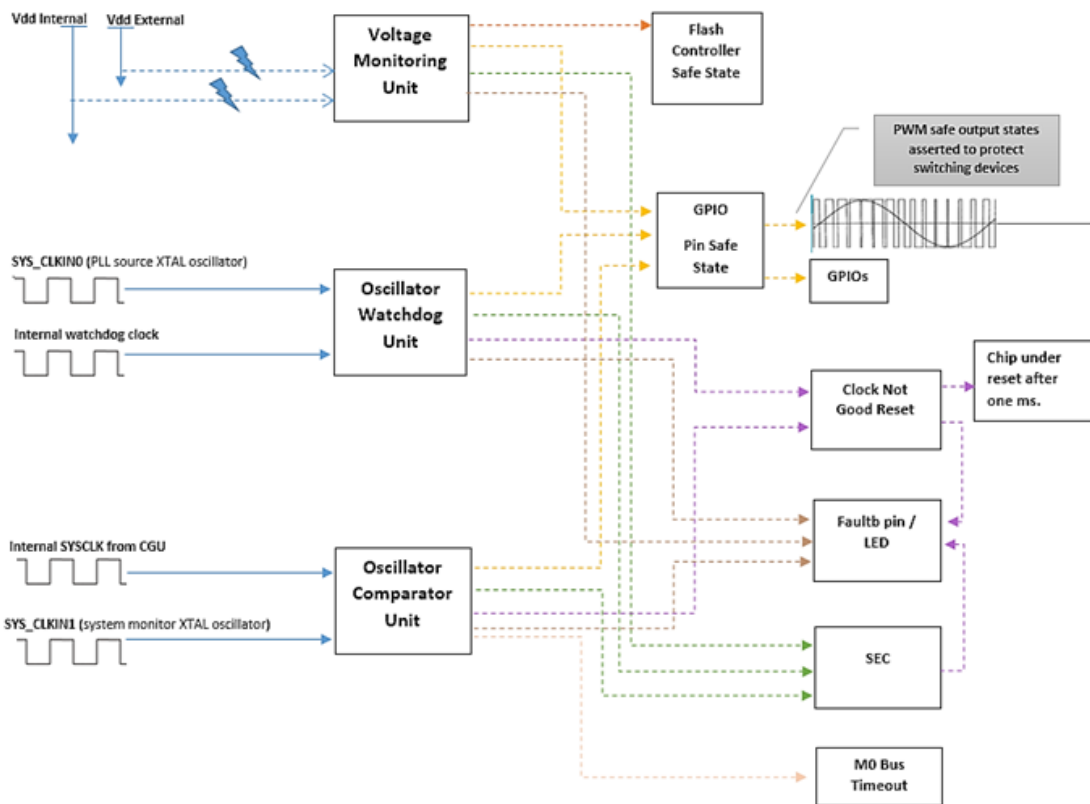 Vdd Internal
Vdd External
Voltage
Monitoring
Unit
Flash
Controller
Safe State
PWM safe output states
asserted to protect
switching devices
GPIO
Pin Safe
State
GPIOs
SYS_CLKIN0 (PLL source XTAL oscillator)
Internal watchdog clock
Oscillator
Watchdog
Unit
Clock Not
Good Reset
Chip under
reset after
one ms.
Faultb pin /
LED
Internal SYSCLK from CGU
SYS_CLKIN1 (system monitor XTAL oscillator)
Oscillator
Comparator
Unit
SEC
M0 Bus
Timeout